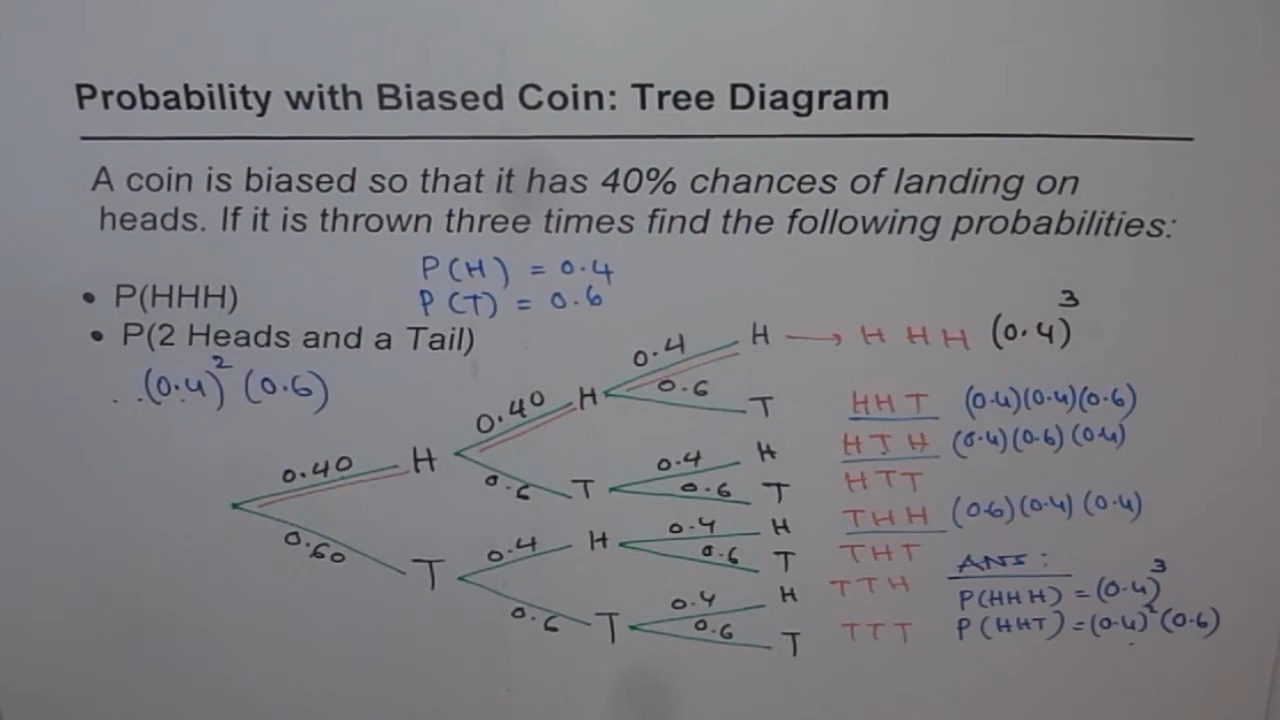 Probability with Biased Coin: Tree Diagram
A coin is biased so that it has 40% chances of landing on
heads. If it is thrown three times find the following probabilities:
P(H) = 0.4
• P(HHH)
P(T) = 0.6
• P(2 Heads and a Tail)
(0.4)² (0.6)
0.40
H
0.60
T
0.40
H
0.6
T
0.4
H
0.6
T
0.4
H → H H H (0.4)³
0.6
T
HHT (0.4)(0.4)(0.6)
0.4
H
HTH (0.4)(0.6)(0.4)
0.6
T
HTT
0.4
H
THH (0.6)(0.4)(0.4)
0.6
T
THT
0.4
H
TTH
0.6
T
TTT
ANS:
P(HHH) = (0.4)³
P(HHT) = (0.4)²(0.6)